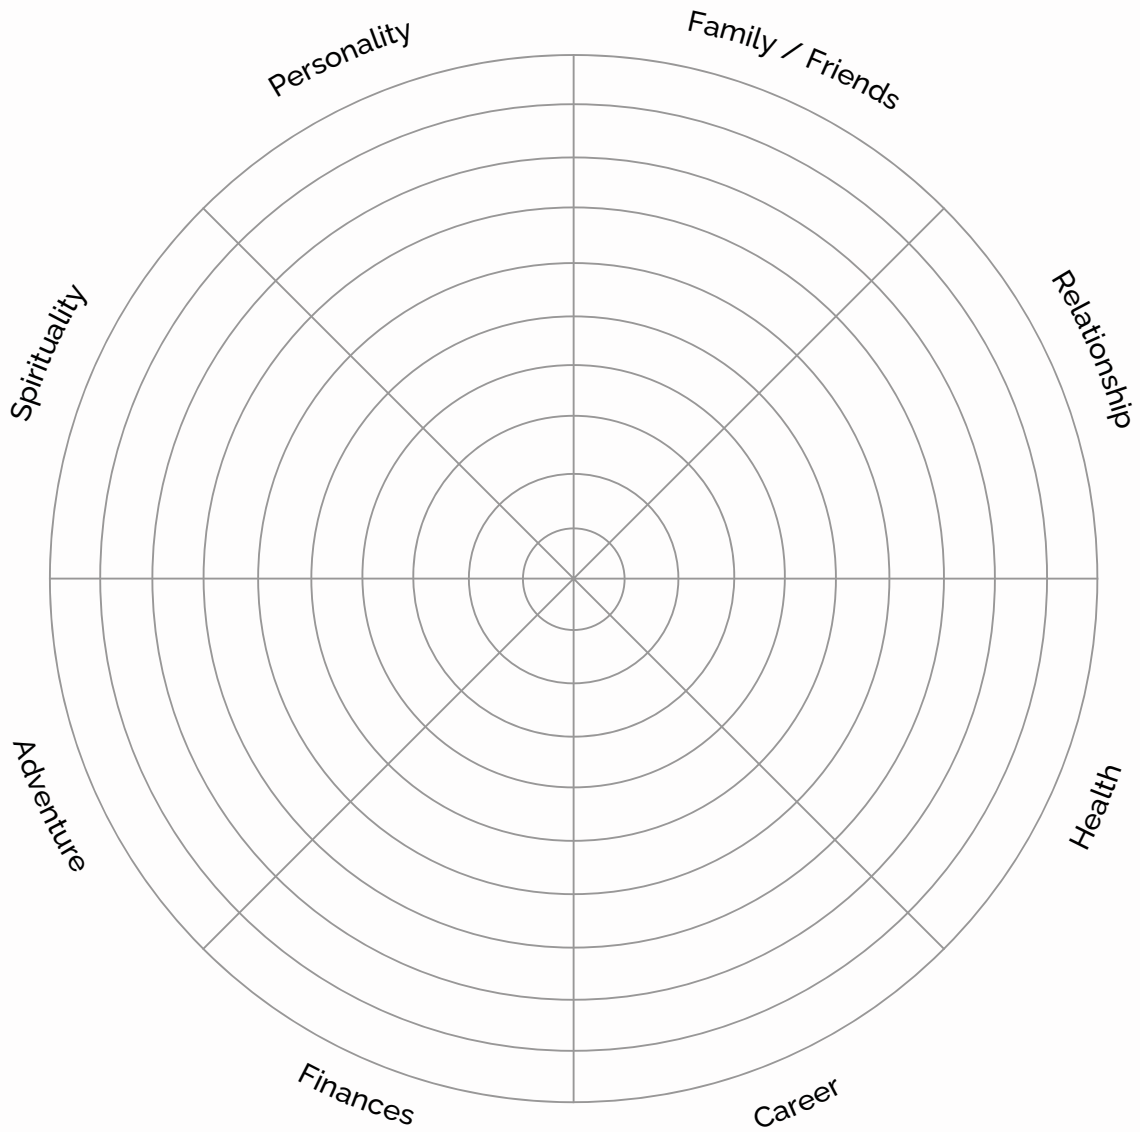 Personality
Family / Friends
Spirituality
Relationship
Adventure
Health
Finances
Career